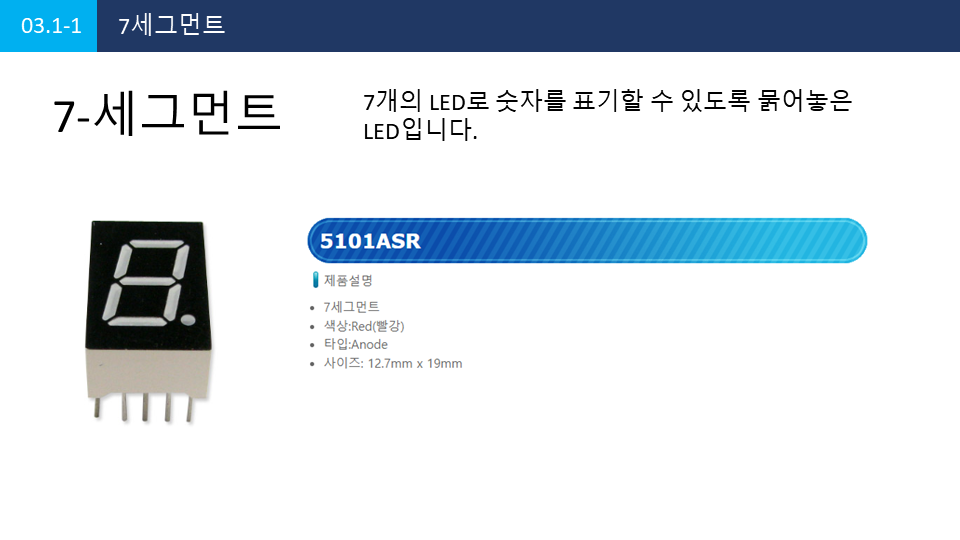 03.1-1
7세그먼트
7-세그먼트
7개의 LED로 숫자를 표기할 수 있도록 묽어놓은
LED입니다.
5101ASR
제품설명
• 7세그먼트
• 색상:Red(빨강)
• 타입:Anode
• 사이즈: 12.7mm x 19mm